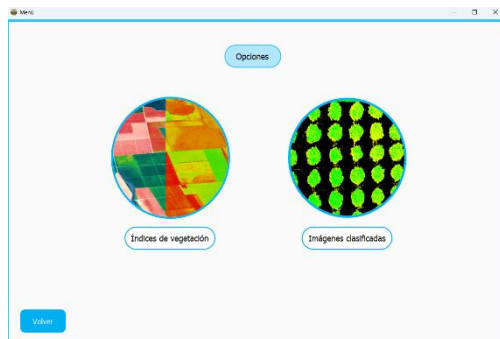 Menú
Opciones
Índices de vegetación
Imágenes clasificadas
Volver